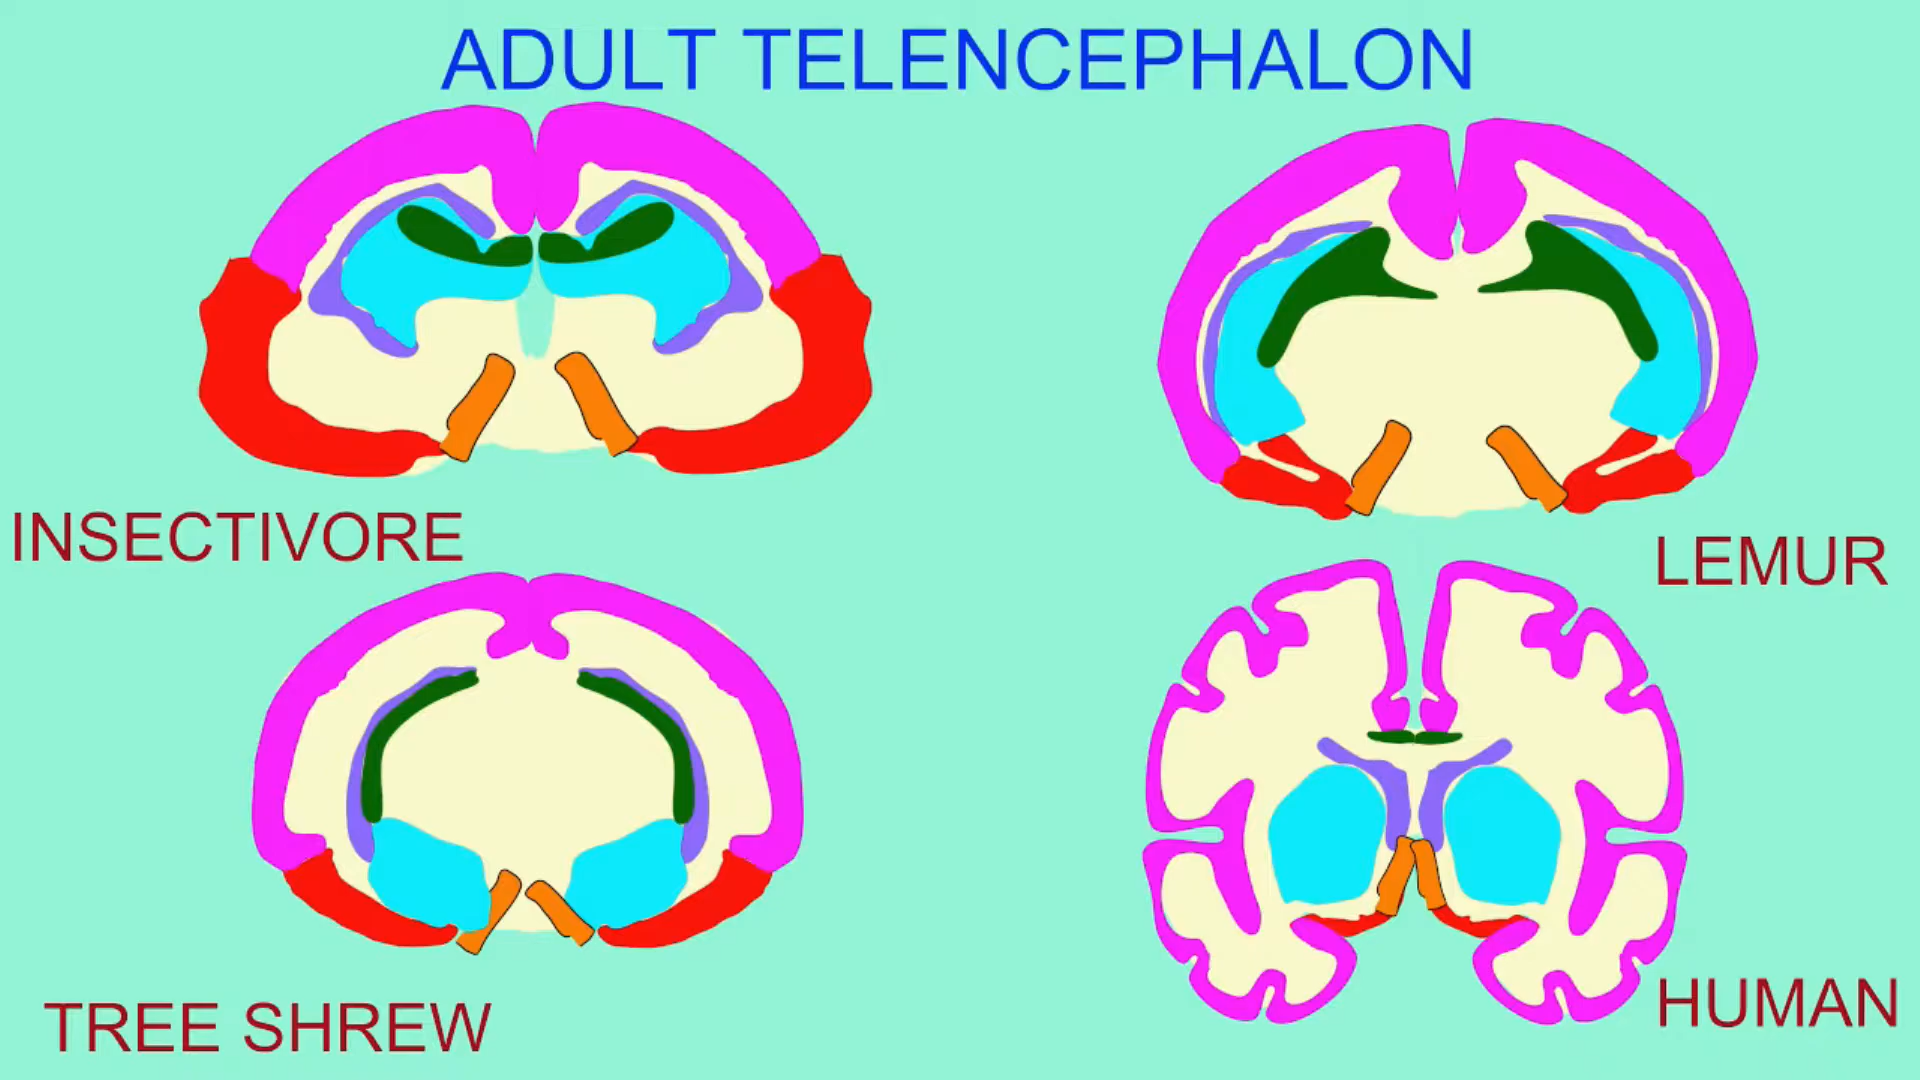 ADULT TELENCEPHALON
INSECTIVORE
LEMUR
TREE SHREW
HUMAN